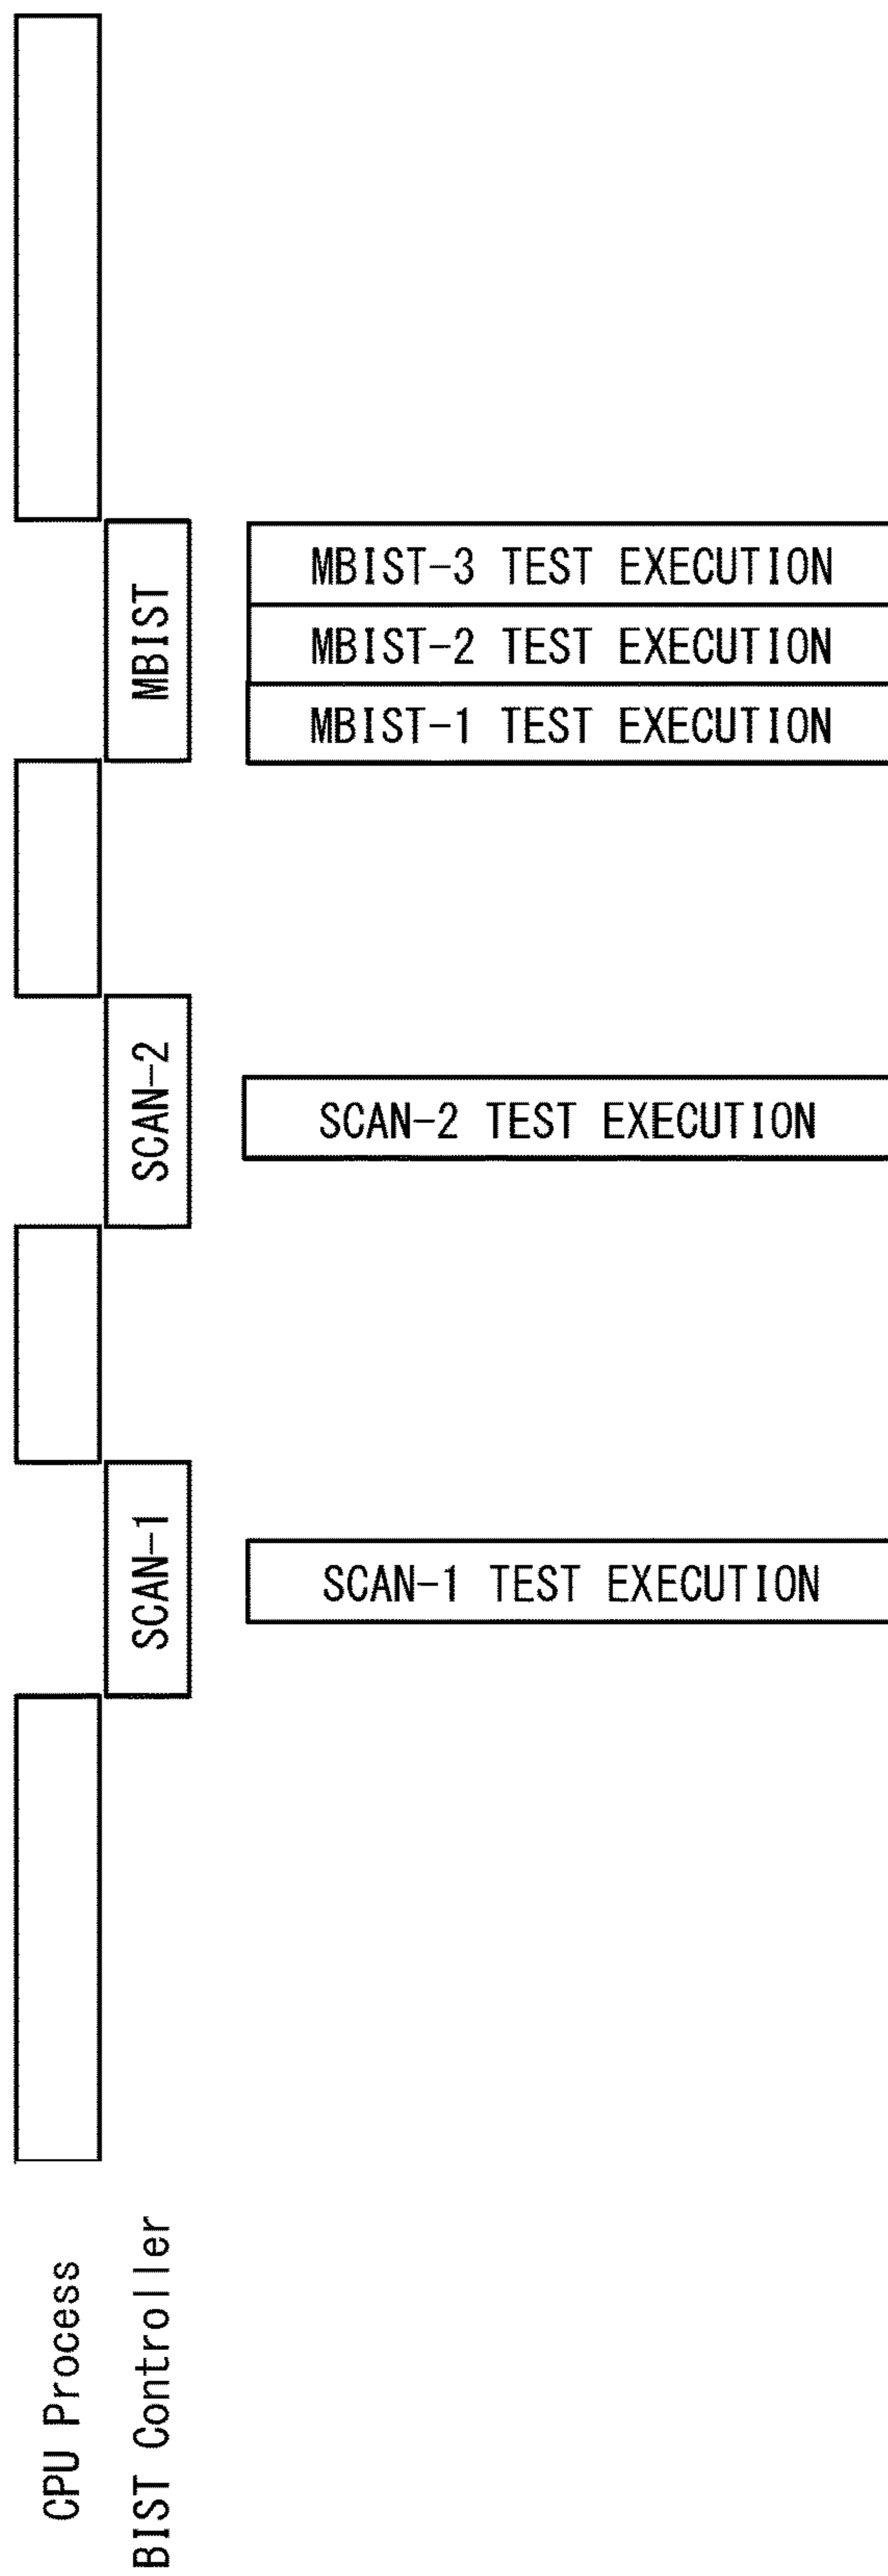 CPU Process
BIST Controller
SCAN-1
SCAN-2
MBIST
SCAN-1 TEST EXECUTION
SCAN-2 TEST EXECUTION
MBIST-1 TEST EXECUTION
MBIST-2 TEST EXECUTION
MBIST-3 TEST EXECUTION